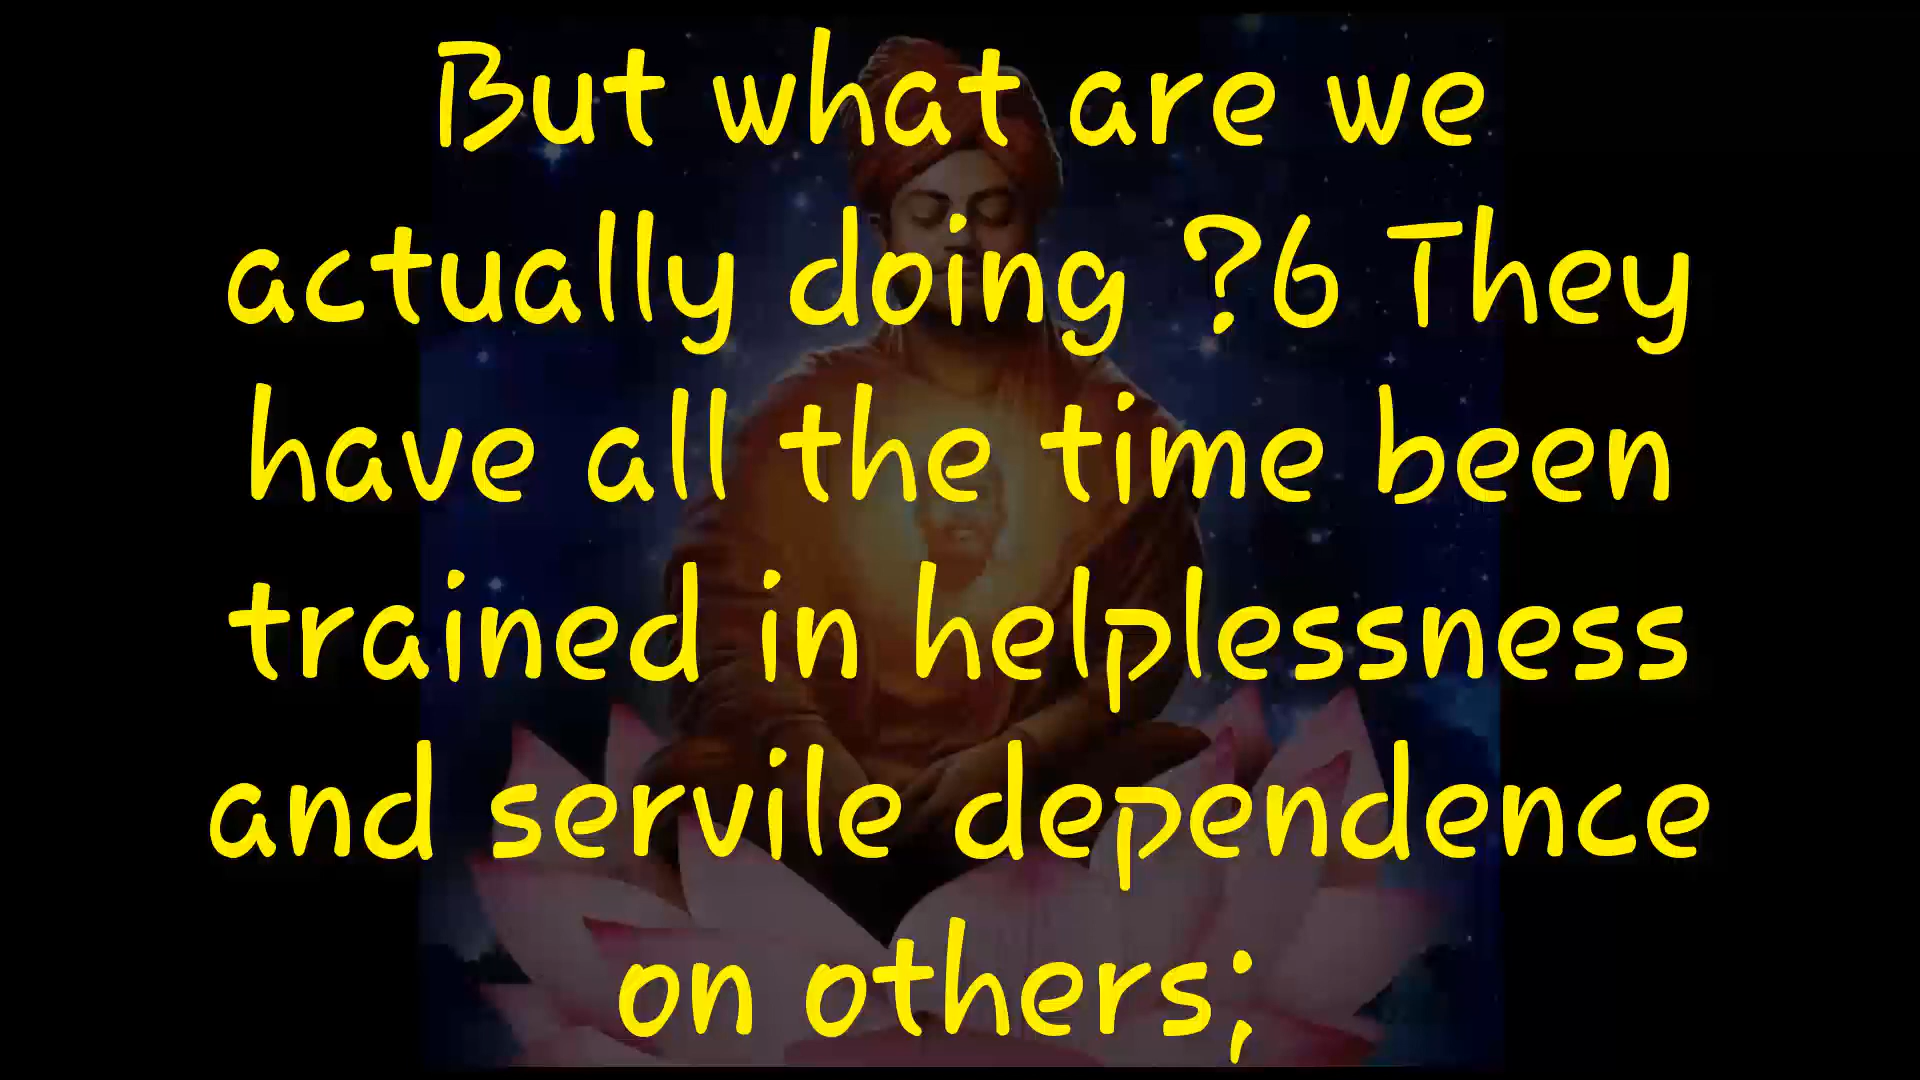 But what are we
actually doing ?6 They
have all the time been
trained in helplessness
and servile dependence
on others;